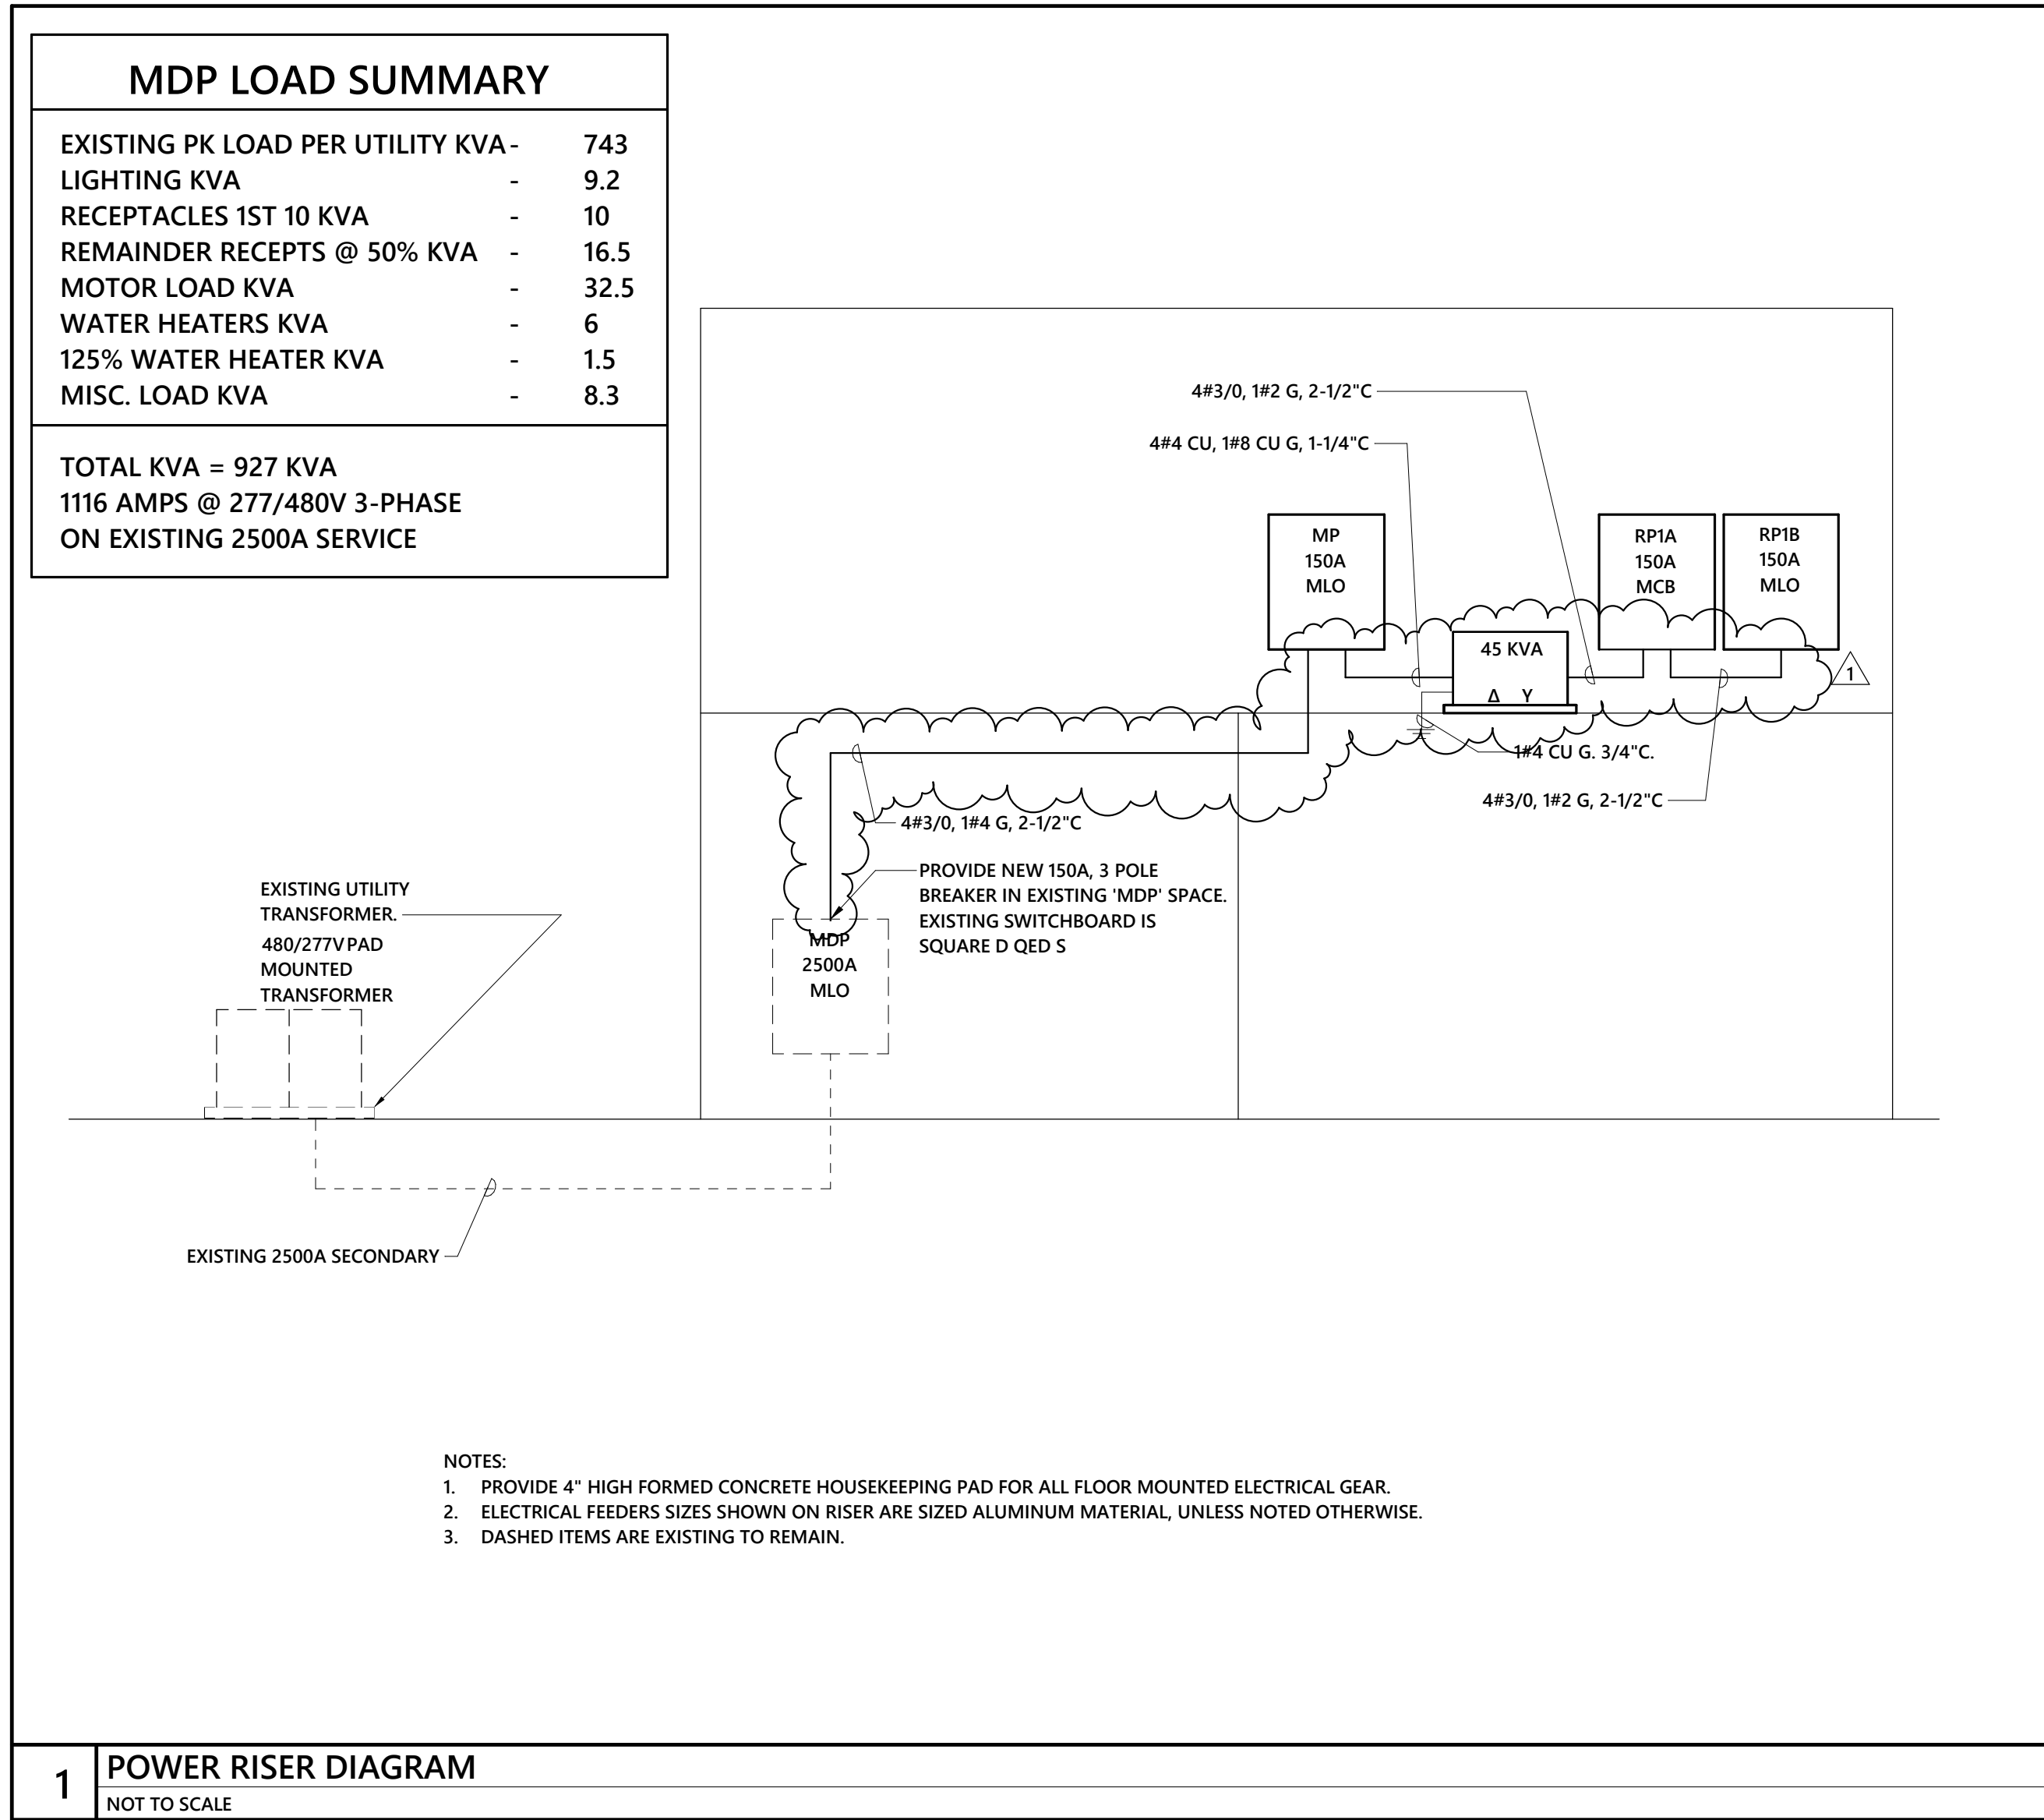 MDP LOAD SUMMARY
EXISTING PK LOAD PER UTILITY KVA - 743
LIGHTING KVA - 9.2
RECEPTACLES 1ST 10 KVA - 10
REMAINDER RECEPTS @ 50% KVA - 16.5
MOTOR LOAD KVA - 32.5
WATER HEATERS KVA - 6
125% WATER HEATER KVA - 1.5
MISC. LOAD KVA - 8.3
TOTAL KVA = 927 KVA
1116 AMPS @ 277/480V 3-PHASE
ON EXISTING 2500A SERVICE
4#3/0, 1#2 G, 2-1/2"C
4#4 CU, 1#8 CU G, 1-1/4"C
MP
150A
MLO
RP1A
150A
MCB
RP1B
150A
MLO
45 KVA
Δ Y
1
1#4 CU G. 3/4"C.
4#3/0, 1#2 G, 2-1/2"C
4#3/0, 1#4 G, 2-1/2"C
PROVIDE NEW 150A, 3 POLE
BREAKER IN EXISTING 'MDP' SPACE.
EXISTING SWITCHBOARD IS
SQUARE D QED S
MDP
2500A
MLO
EXISTING UTILITY
TRANSFORMER.
480/277V PAD
MOUNTED
TRANSFORMER
EXISTING 2500A SECONDARY
NOTES:
1. PROVIDE 4" HIGH FORMED CONCRETE HOUSEKEEPING PAD FOR ALL FLOOR MOUNTED ELECTRICAL GEAR.
2. ELECTRICAL FEEDERS SIZES SHOWN ON RISER ARE SIZED ALUMINUM MATERIAL, UNLESS NOTED OTHERWISE.
3. DASHED ITEMS ARE EXISTING TO REMAIN.
1
POWER RISER DIAGRAM
NOT TO SCALE